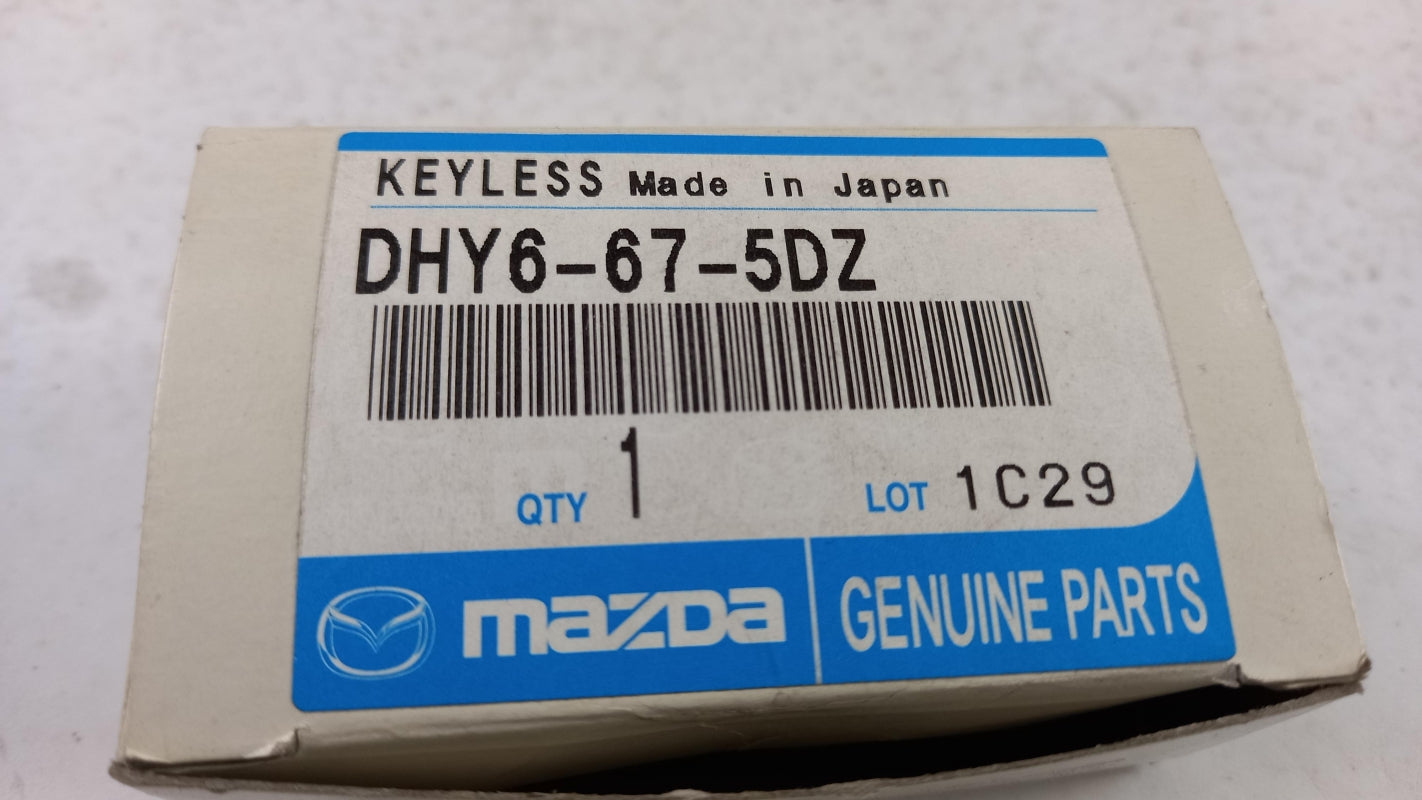 KEYLESS Made in Japan
DHY6-67-5DZ
QTY 1 LOT 1C29
mazda GENUINE PARTS